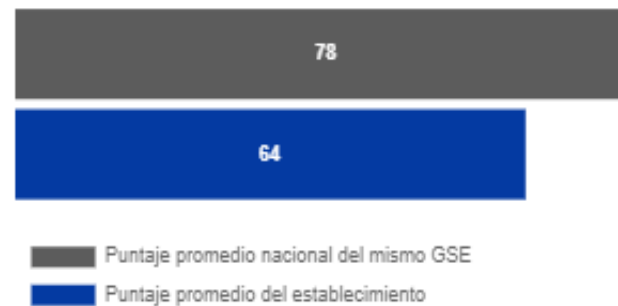 78
64
Puntaje promedio nacional del mismo GSE
Puntaje promedio del establecimiento